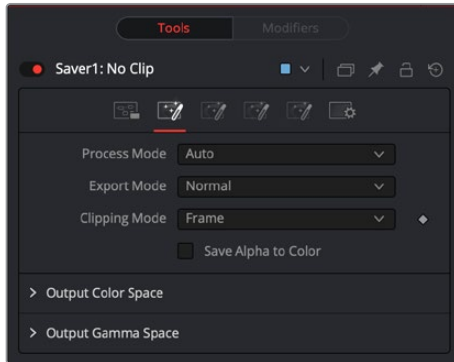 Tools Modifiers
Saver1: No Clip
Process Mode Auto
Export Mode Normal
Clipping Mode Frame
Save Alpha to Color
Output Color Space
Output Gamma Space